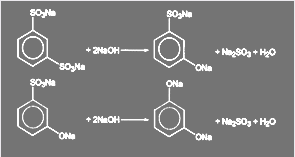 SO₃Na SO₃Na
+ 2NaOH + Na₂SO₃ + H₂O
SO₃Na ONa
SO₃Na ONa
+ 2NaOH + Na₂SO₃ + H₂O
ONa ONa